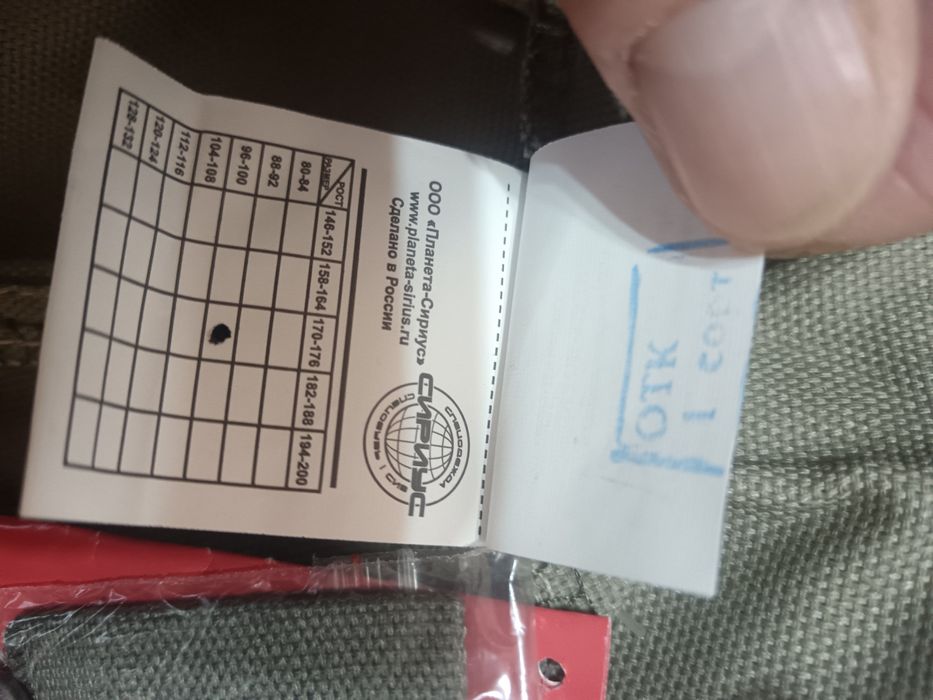 ОТК
1 сорт
ООО «Планета-Сириус»
www.planeta-sirius.ru
Сделано в России
СПЕЦОДЕЖДА
СИРИУС
РОСТ
РАЗМЕР
146-152 158-164 170-176 182-188 194-200
80-84
88-92
96-100
104-108
112-116
120-124
128-132